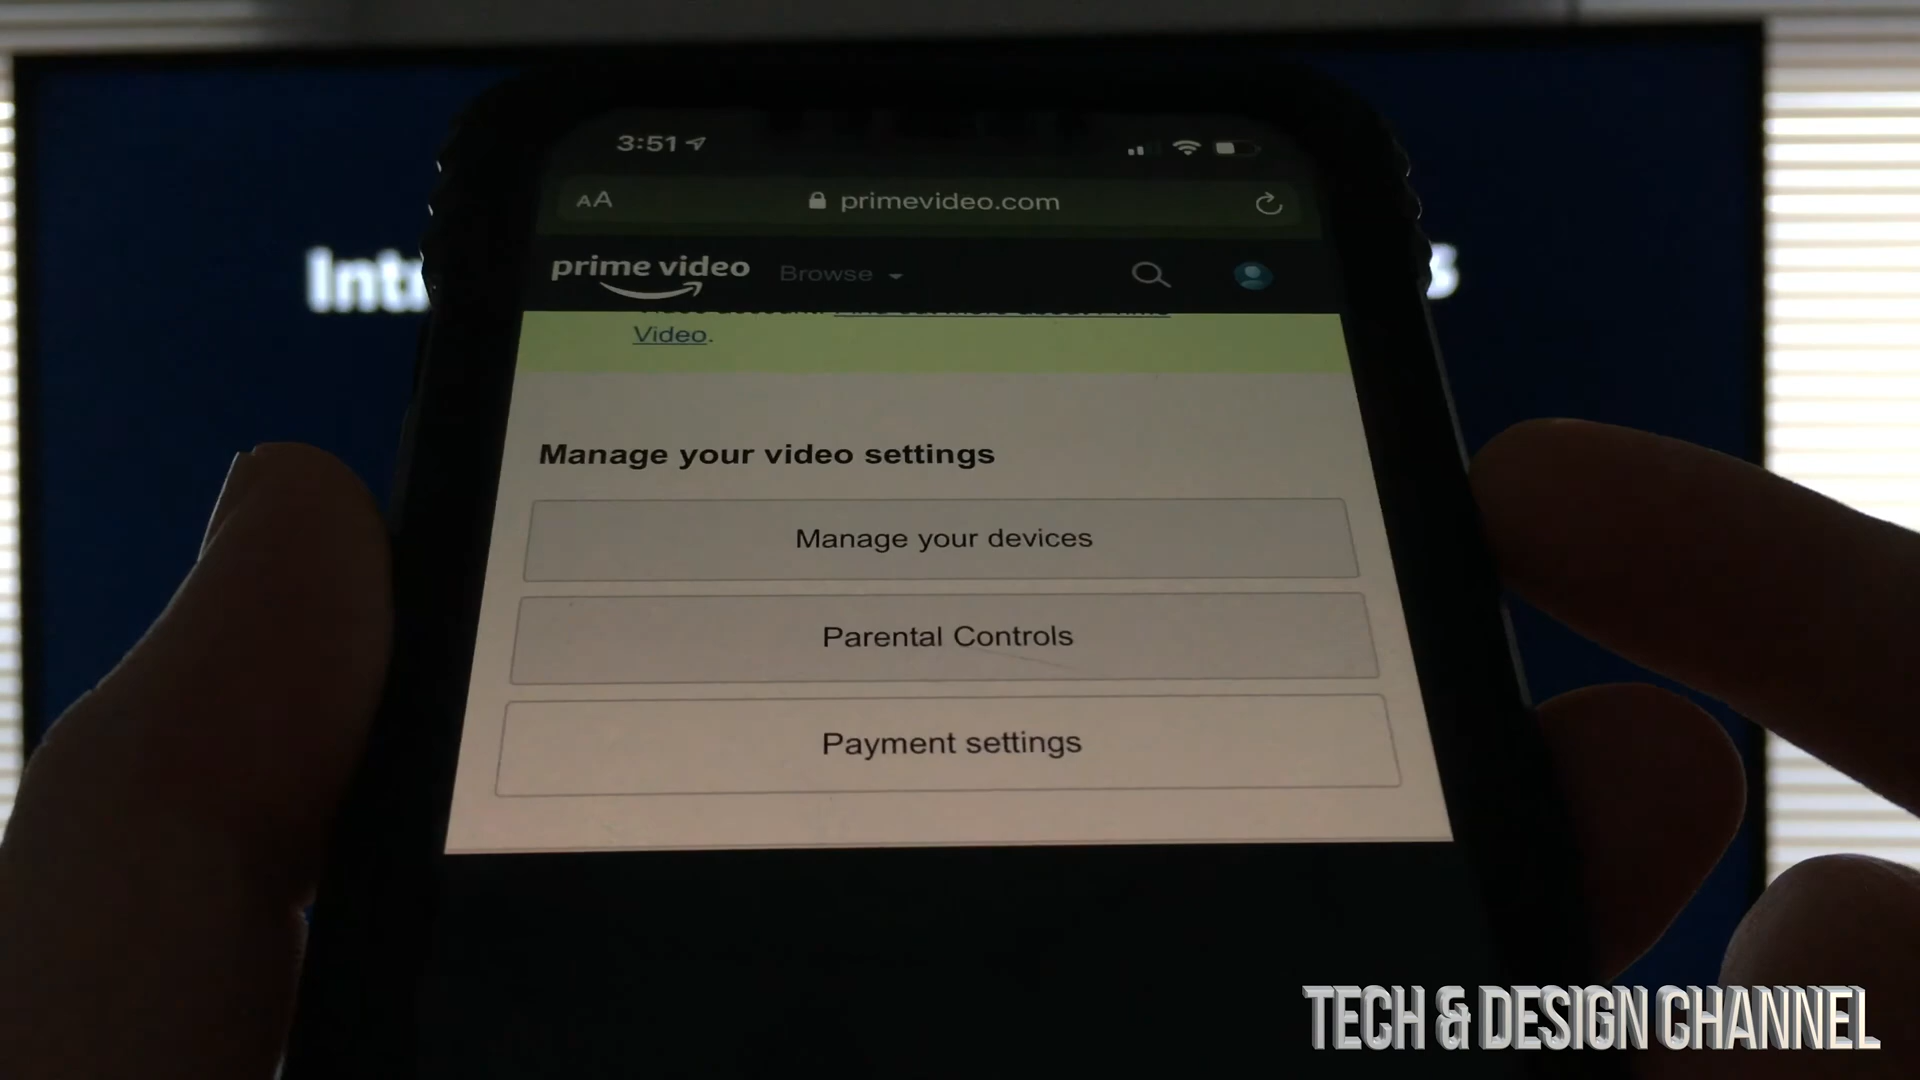 3:51
AA primevideo.com
prime video Browse
Video.
Manage your video settings
Manage your devices
Parental Controls
Payment settings
TECH & DESIGN CHANNEL